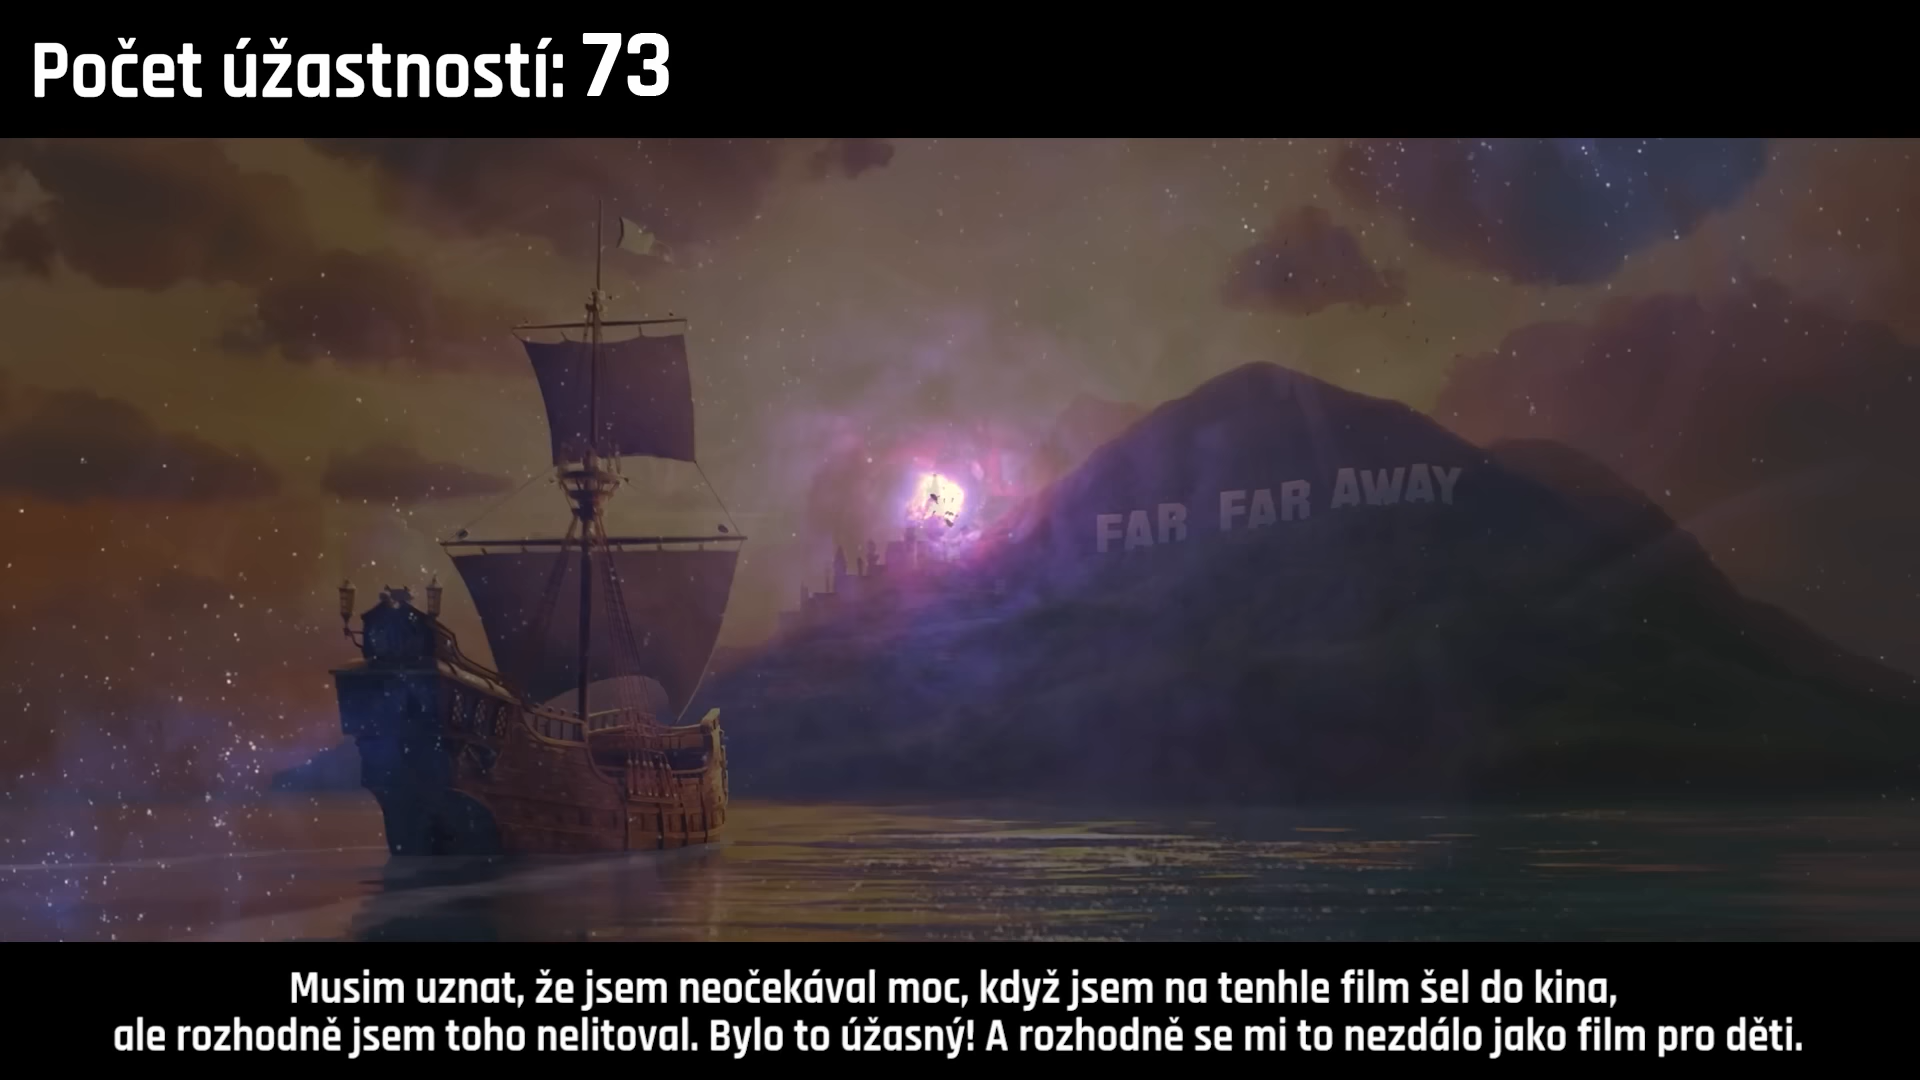 Počet úžastností: 73
FAR FAR AWAY
Musim uznat, že jsem neočekával moc, když jsem na tenhle film šel do kina,
ale rozhodně jsem toho nelitoval. Bylo to úžasný! A rozhodně se mi to nezdálo jako film pro děti.